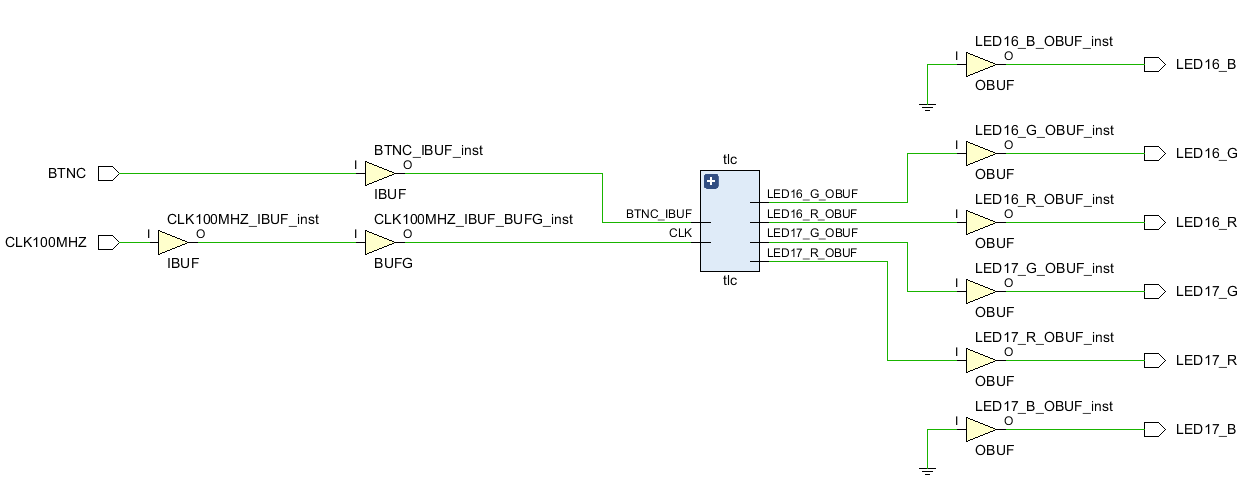 LED16_B_OBUF_inst
I
O
LED16_B
OBUF
LED16_G_OBUF_inst
I
O
LED16_G
OBUF
BTNC_IBUF_inst
BTNC
I
O
IBUF
tlc
LED16_G_OBUF
LED16_R_OBUF
LED17_G_OBUF
LED17_R_OBUF
BTNC_IBUF
CLK
tlc
LED16_R_OBUF_inst
I
O
LED16_R
OBUF
CLK100MHZ_IBUF_inst
CLK100MHZ
I
O
IBUF
CLK100MHZ_IBUF_BUFG_inst
I
O
BUFG
LED17_G_OBUF_inst
I
O
LED17_G
OBUF
LED17_R_OBUF_inst
I
O
LED17_R
OBUF
LED17_B_OBUF_inst
I
O
LED17_B
OBUF